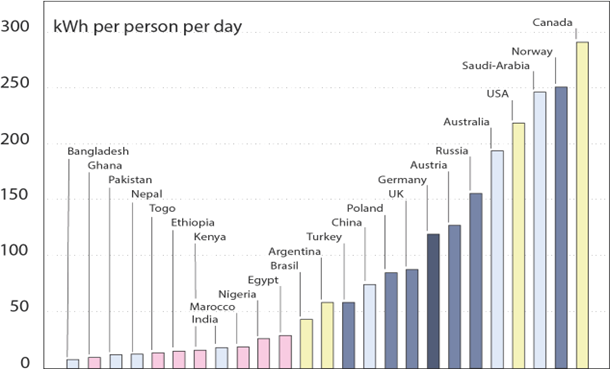 kWh per person per day
300
250
200
150
100
50
0
Bangladesh
Ghana
Pakistan
Nepal
Togo
Ethiopia
Kenya
Marocco
India
Nigeria
Egypt
Brasil
Argentina
Turkey
China
Poland
UK
Germany
Austria
Russia
Australia
USA
Saudi-Arabia
Norway
Canada